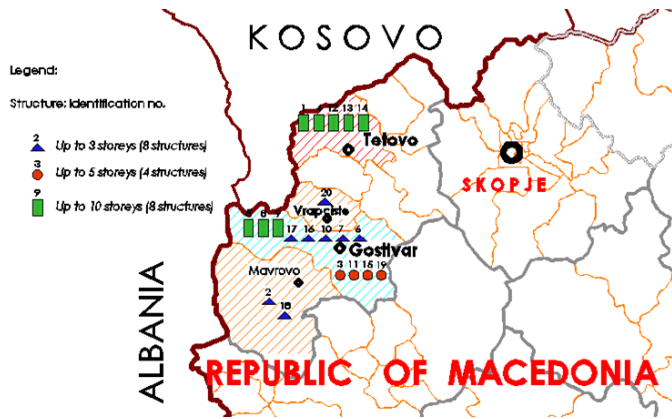 KOSOVO
Legend:
Structure: Identification no.
2
Up to 3 storeys (8 structures)
3
Up to 5 storeys (4 structures)
9
Up to 10 storeys (8 structures)
1 4 12 13 14
Tetovo
SKOPJE
20
Vrapciste
5 8 9
17 16 10 7 6
Gostivar
3 11 15 19
Mavrovo
2
18
ALBANIA
REPUBLIC OF MACEDONIA